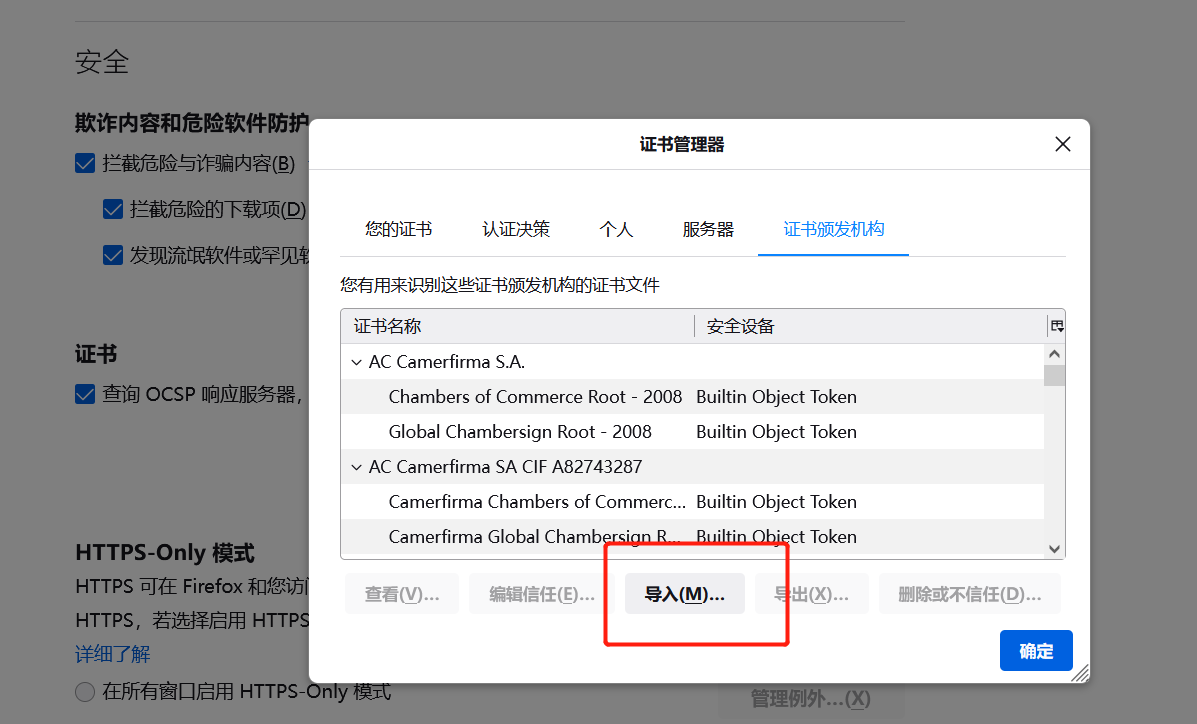 安全
欺诈内容和危险软件防护
拦截危险与诈骗内容(B)
拦截危险的下载项(D)
发现流氓软件或罕见软
证书
查询 OCSP 响应服务器，
HTTPS-Only 模式
HTTPS 可在 Firefox 和您访问
HTTPS，若选择启用 HTTPS
详细了解
在所有窗口启用 HTTPS-Only 模式
管理例外...(X)
证书管理器
您的证书 认证决策 个人 服务器 证书颁发机构
您有用来识别这些证书颁发机构的证书文件
证书名称 安全设备
AC Camerfirma S.A.
Chambers of Commerce Root - 2008 Builtin Object Token
Global Chambersign Root - 2008 Builtin Object Token
AC Camerfirma SA CIF A82743287
Camerfirma Chambers of Commerc... Builtin Object Token
Camerfirma Global Chambersign R... Builtin Object Token
查看(V)... 编辑信任(E)... 导入(M)... 导出(X)... 删除或不信任(D)...
确定